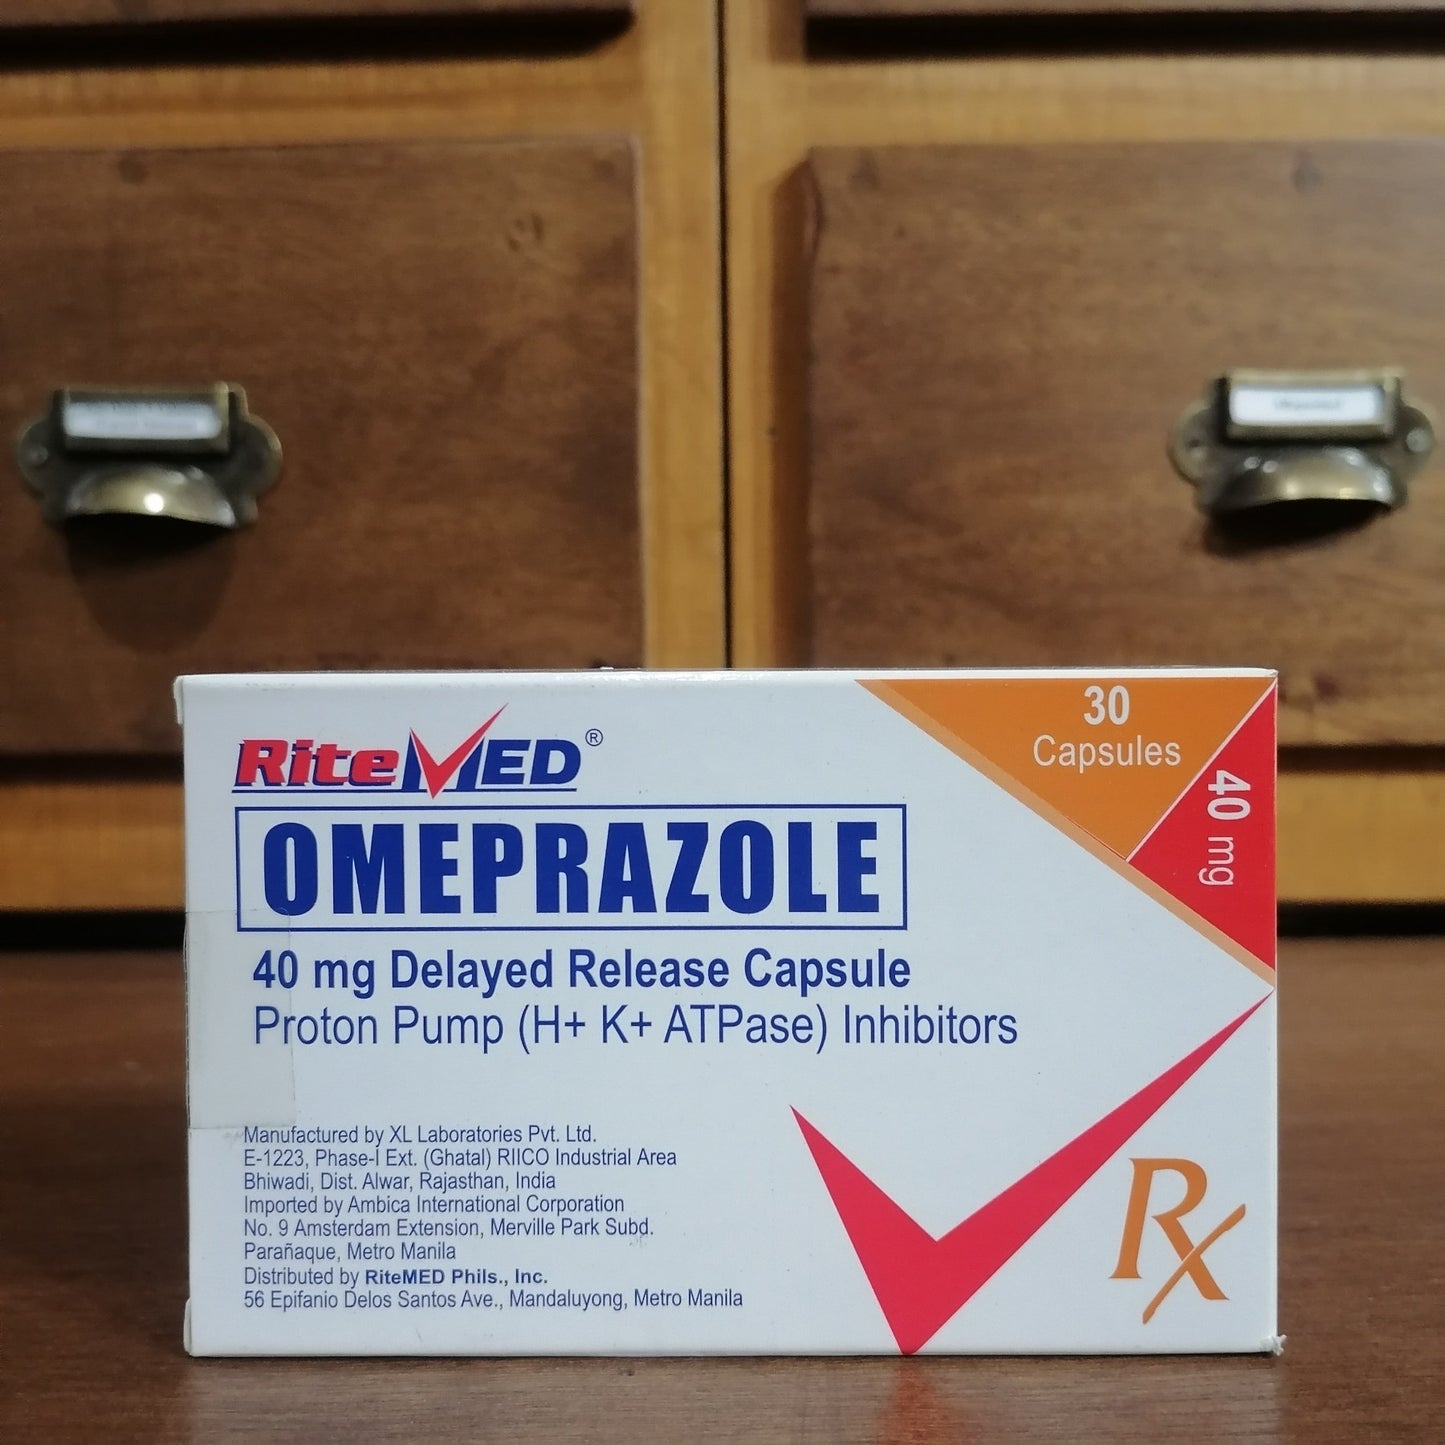 RiteMED®
30
Capsules
40 mg
OMEPRAZOLE
40 mg Delayed Release Capsule
Proton Pump (H+ K+ ATPase) Inhibitors
Manufactured by XL Laboratories Pvt. Ltd.
E-1223, Phase-I Ext. (Ghatal) RIICO Industrial Area
Bhiwadi, Dist. Alwar, Rajasthan, India
Imported by Ambica International Corporation
No. 9 Amsterdam Extension, Merville Park Subd.
Parañaque, Metro Manila
Distributed by RiteMED Phils., Inc.
56 Epifanio Delos Santos Ave., Mandaluyong, Metro Manila
Rx